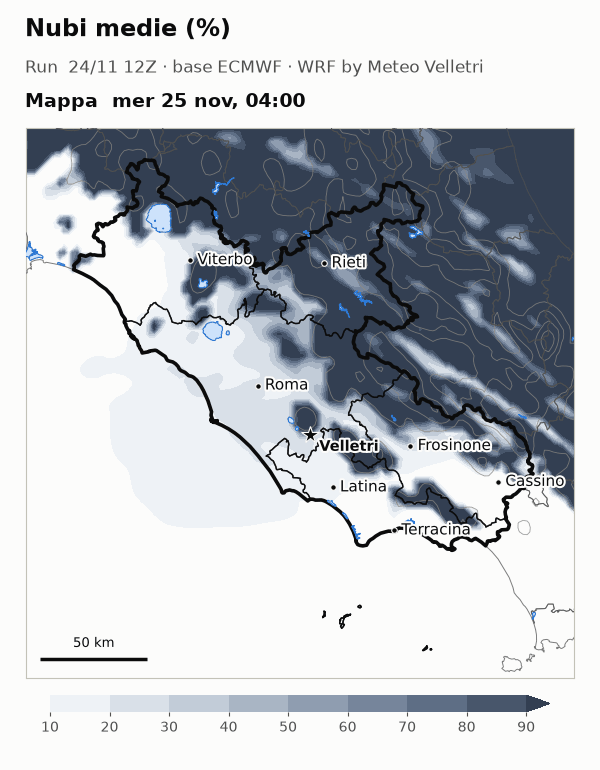 Nubi medie (%)
Run  24/11 12Z · base ECMWF · WRF by Meteo Velletri
Mappa  mer 25 nov, 04:00
Viterbo
Rieti
Roma
Velletri
Frosinone
Cassino
Latina
Terracina
50 km
10 20 30 40 50 60 70 80 90